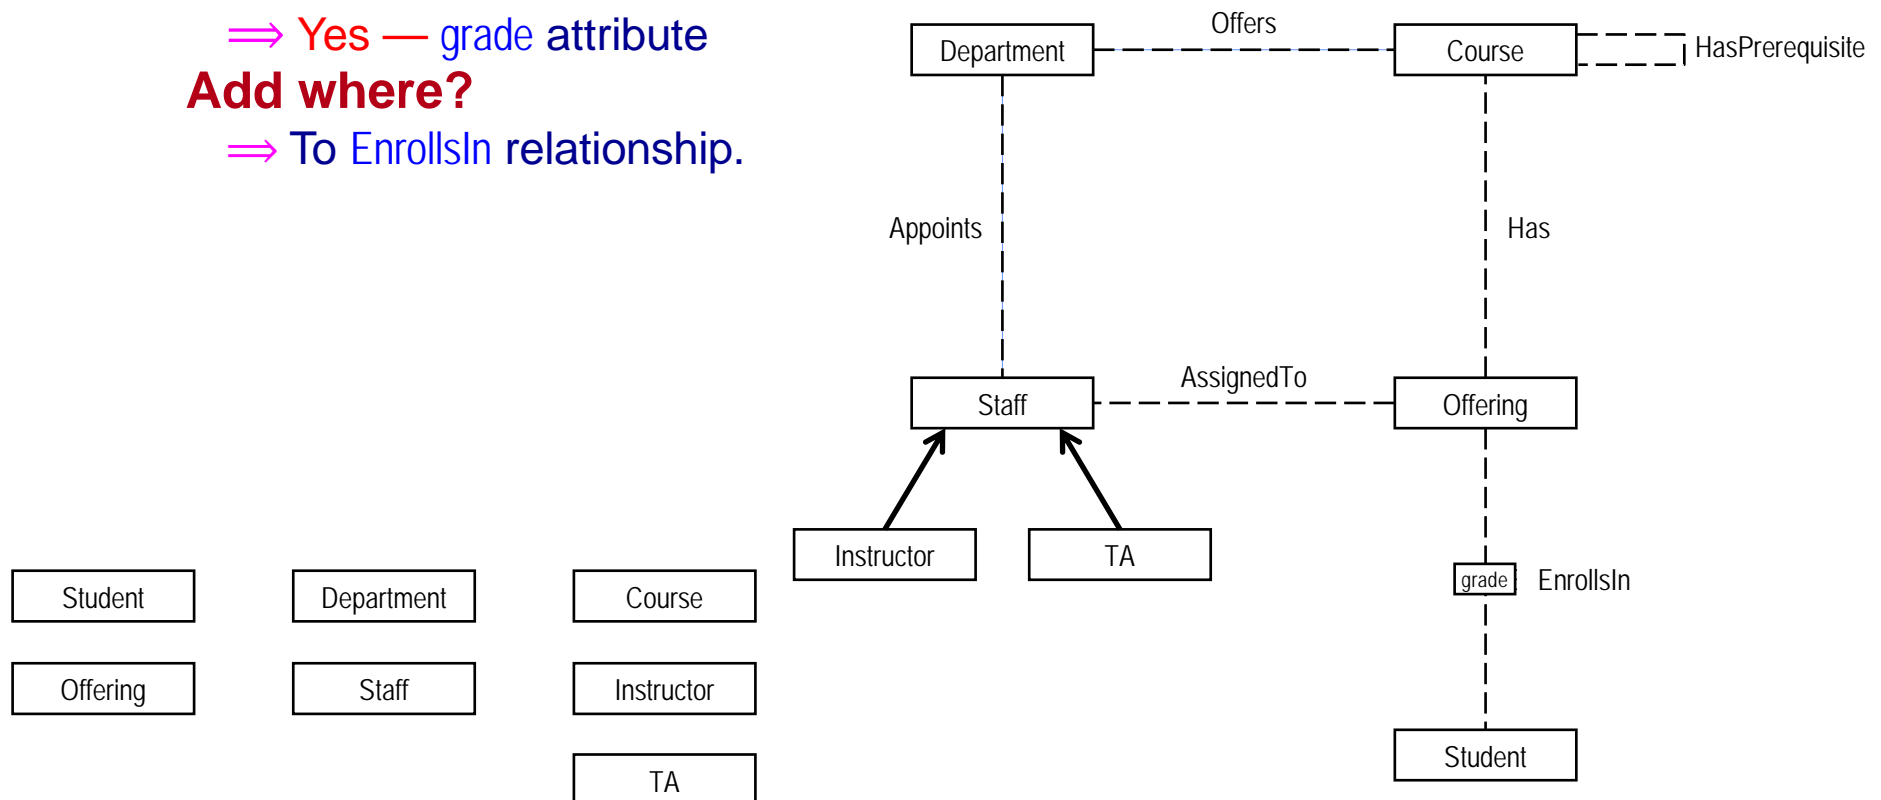 ⟹ Yes — grade attribute
Add where?
⟹ To EnrollsIn relationship.
Offers
Department
Course
HasPrerequisite
Appoints
Has
AssignedTo
Staff
Offering
Instructor
TA
grade
EnrollsIn
Student
Student
Department
Course
Offering
Staff
Instructor
TA